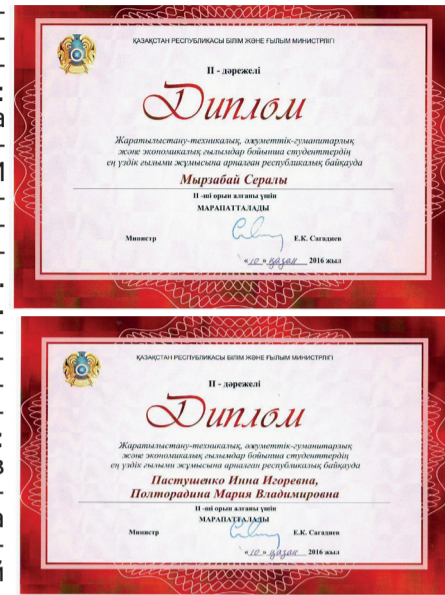 ҚАЗАҚСТАН РЕСПУБЛИКАСЫ БІЛІМ ЖӘНЕ ҒЫЛЫМ МИНИСТРЛІГІ
II - дәрежелі
Диплом
Жаратылыстану-техникалық, әлеуметтік-гуманитарлық
және экономикалық ғылымдар бойынша студенттердің
ең үздік ғылыми жұмысына арналған республикалық байқауда
Мырзабай Сералы
II -ші орын алғаны үшін
МАРАПАТТАЛАДЫ
Министр Е.К. Сагадиев
«10» қазан 2016 жыл
ҚАЗАҚСТАН РЕСПУБЛИКАСЫ БІЛІМ ЖӘНЕ ҒЫЛЫМ МИНИСТРЛІГІ
II - дәрежелі
Диплом
Жаратылыстану-техникалық, әлеуметтік-гуманитарлық
және экономикалық ғылымдар бойынша студенттердің
ең үздік ғылыми жұмысына арналған республикалық байқауда
Пастушенко Инна Игоревна,
Полторадина Мария Владимировна
II -ші орын алғаны үшін
МАРАПАТТАЛАДЫ
Министр Е.К. Сагадиев
«10» қазан 2016 жыл